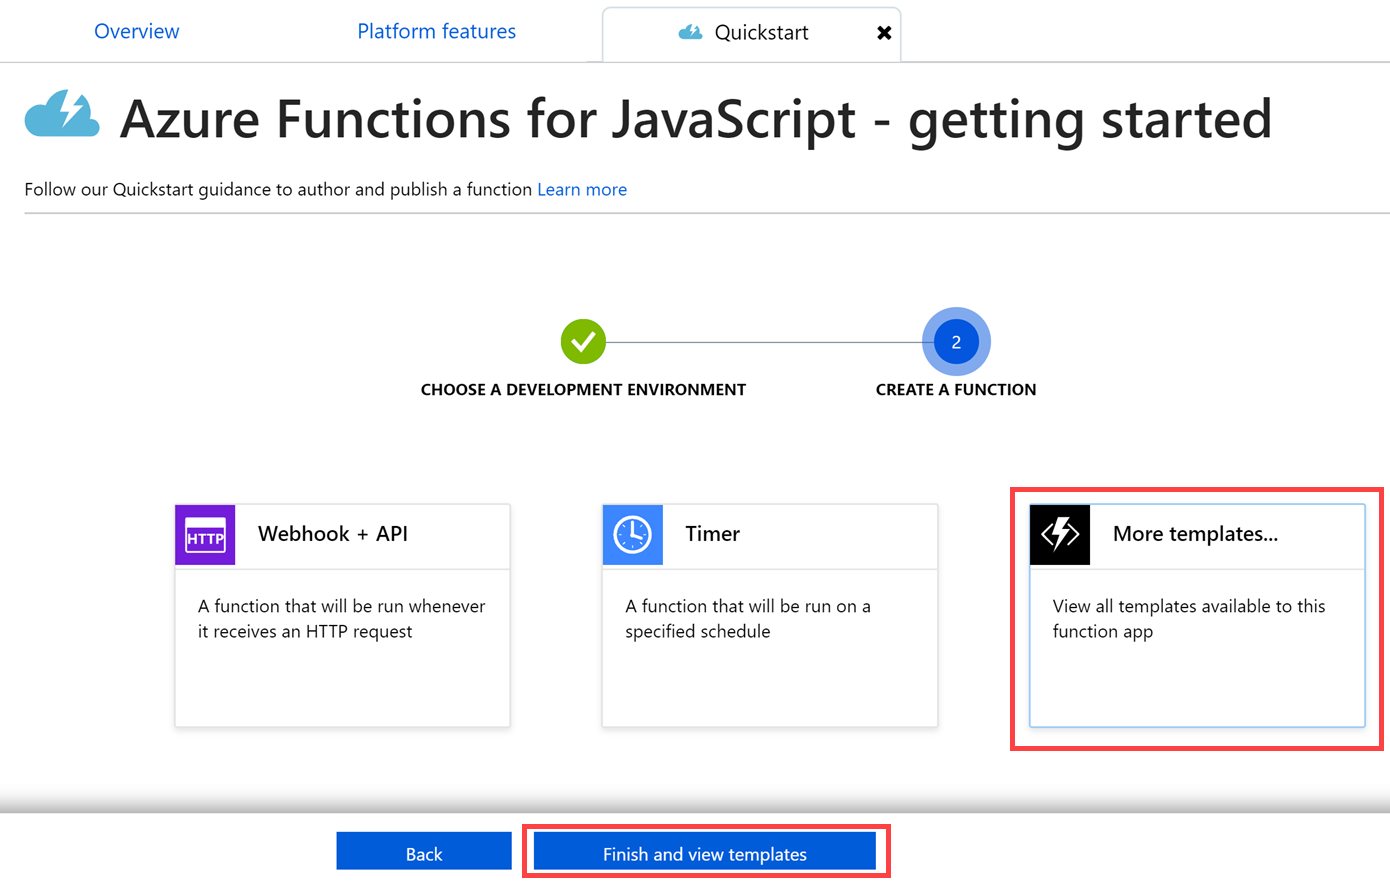 Overview
Platform features
Quickstart
Azure Functions for JavaScript - getting started
Follow our Quickstart guidance to author and publish a function Learn more
2
CHOOSE A DEVELOPMENT ENVIRONMENT
CREATE A FUNCTION
HTTP
Webhook + API
A function that will be run whenever
it receives an HTTP request
Timer
A function that will be run on a
specified schedule
More templates...
View all templates available to this
function app
Back
Finish and view templates